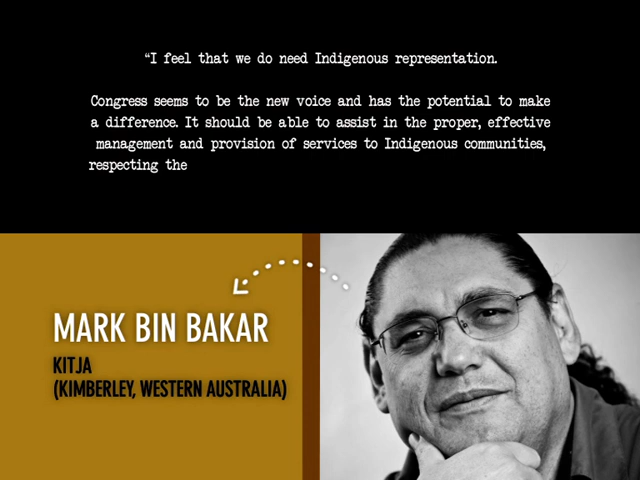 “I feel that we do need Indigenous representation.
Congress seems to be the new voice and has the potential to make
a difference. It should be able to assist in the proper, effective
management and provision of services to Indigenous communities,
respecting the
MARK BIN BAKAR
KITJA
(KIMBERLEY, WESTERN AUSTRALIA)